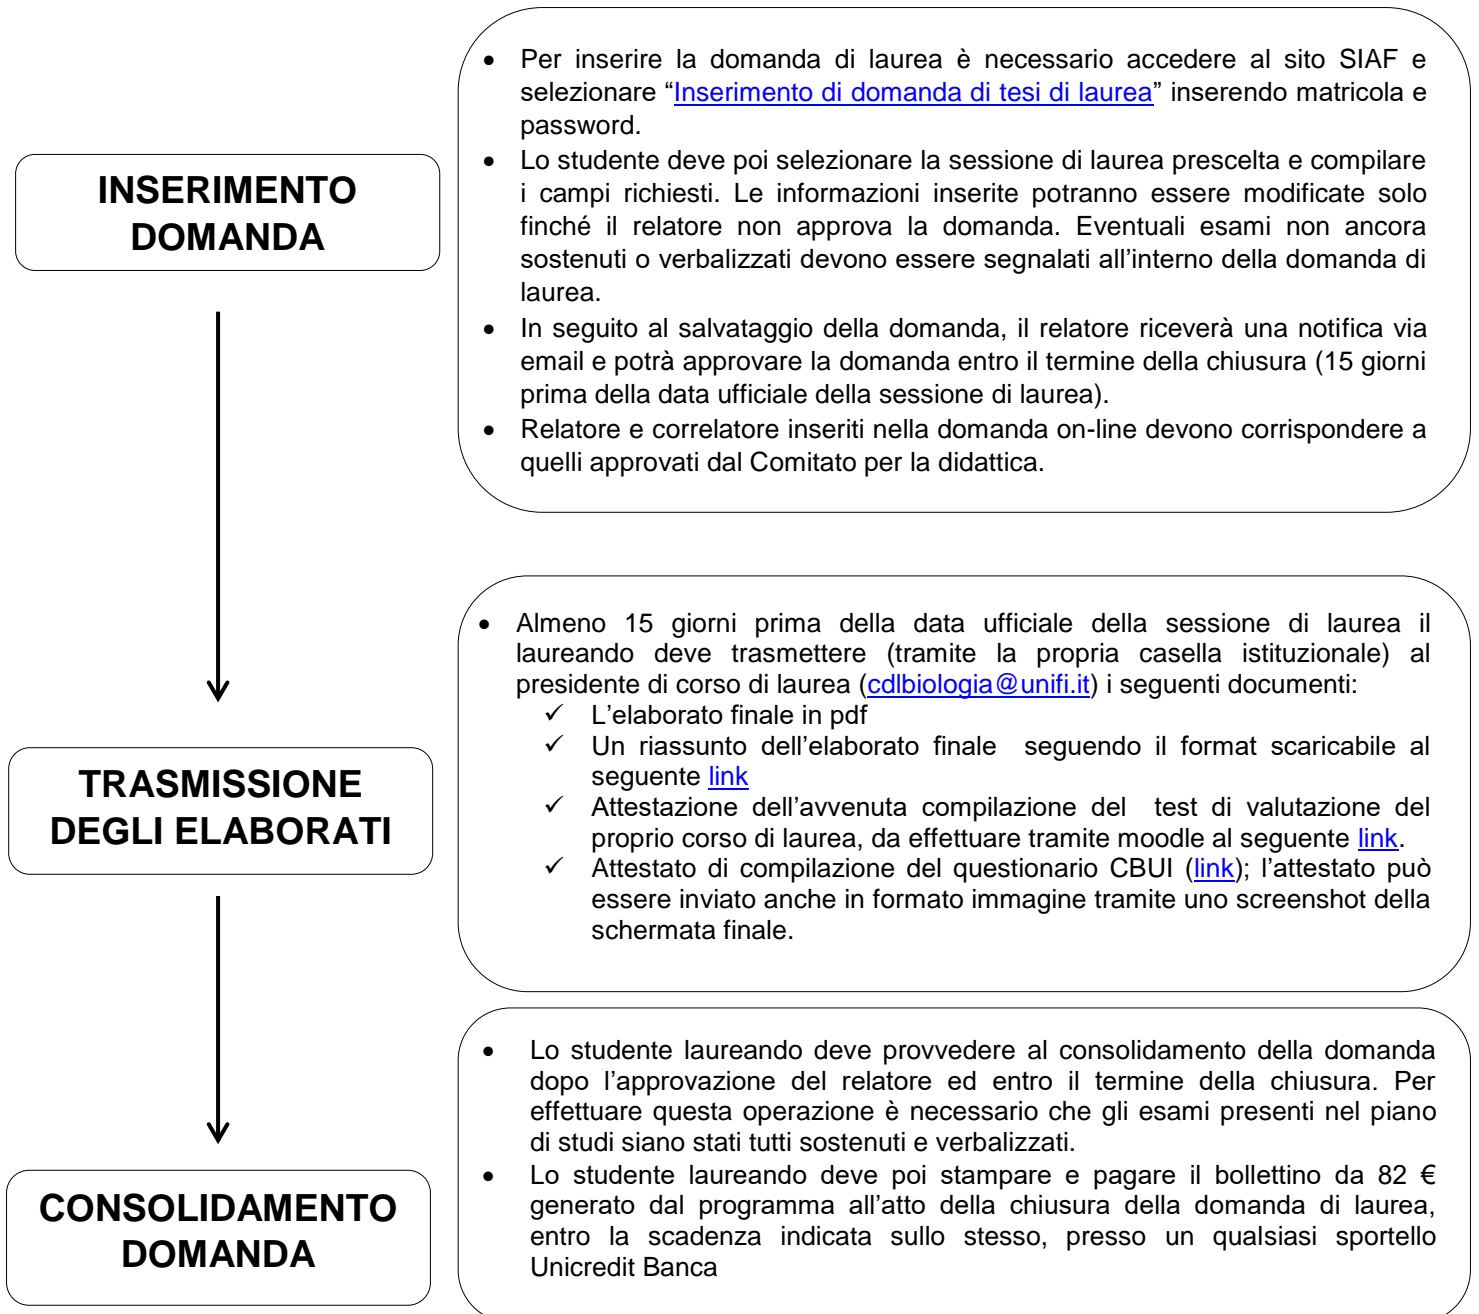 • Per inserire la domanda di laurea è necessario accedere al sito SIAF e
selezionare “Inserimento di domanda di tesi di laurea” inserendo matricola e
password.
• Lo studente deve poi selezionare la sessione di laurea prescelta e compilare
i campi richiesti. Le informazioni inserite potranno essere modificate solo
finché il relatore non approva la domanda. Eventuali esami non ancora
sostenuti o verbalizzati devono essere segnalati all’interno della domanda di
laurea.
• In seguito al salvataggio della domanda, il relatore riceverà una notifica via
email e potrà approvare la domanda entro il termine della chiusura (15 giorni
prima della data ufficiale della sessione di laurea).
• Relatore e correlatore inseriti nella domanda on-line devono corrispondere a
quelli approvati dal Comitato per la didattica.
INSERIMENTO
DOMANDA
• Almeno 15 giorni prima della data ufficiale della sessione di laurea il
laureando deve trasmettere (tramite la propria casella istituzionale) al
presidente di corso di laurea (cdlbiologia@unifi.it) i seguenti documenti:
✓ L’elaborato finale in pdf
✓ Un riassunto dell’elaborato finale seguendo il format scaricabile al
seguente link
✓ Attestazione dell’avvenuta compilazione del test di valutazione del
proprio corso di laurea, da effettuare tramite moodle al seguente link.
✓ Attestato di compilazione del questionario CBUI (link); l’attestato può
essere inviato anche in formato immagine tramite uno screenshot della
schermata finale.
TRASMISSIONE
DEGLI ELABORATI
• Lo studente laureando deve provvedere al consolidamento della domanda
dopo l’approvazione del relatore ed entro il termine della chiusura. Per
effettuare questa operazione è necessario che gli esami presenti nel piano
di studi siano stati tutti sostenuti e verbalizzati.
• Lo studente laureando deve poi stampare e pagare il bollettino da 82 €
generato dal programma all’atto della chiusura della domanda di laurea,
entro la scadenza indicata sullo stesso, presso un qualsiasi sportello
Unicredit Banca
CONSOLIDAMENTO
DOMANDA